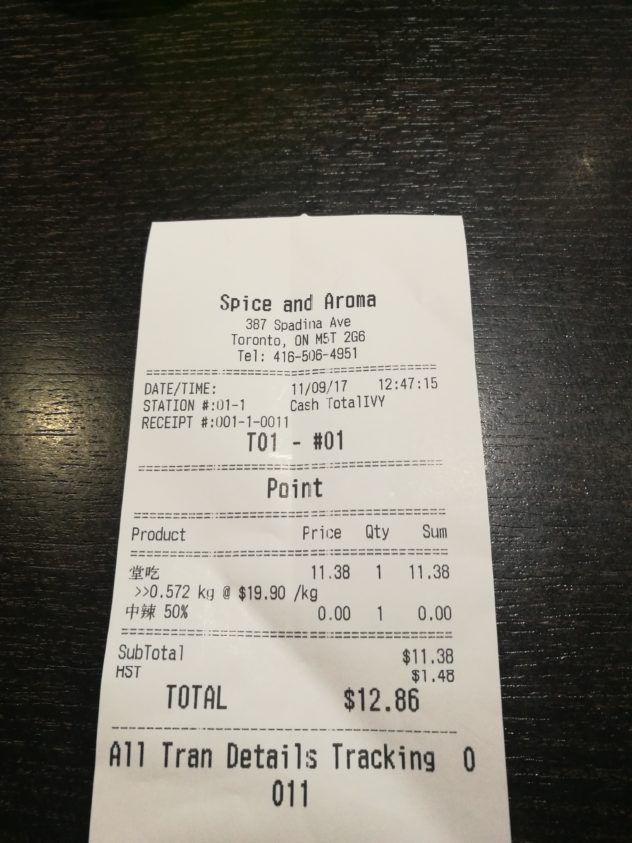 Spice and Aroma
387 Spadina Ave
Toronto, ON M5T 2G6
Tel: 416-506-4951
DATE/TIME: 11/09/17 12:47:15
STATION #:01-1 Cash TotalIVY
RECEIPT #:001-1-0011
T01 - #01
Point
Product Price Qty Sum
堂吃 11.38 1 11.38
>>0.572 kg @ $19.90 /kg
中辣 50% 0.00 1 0.00
SubTotal $11.38
HST $1.48
TOTAL $12.86
All Tran Details Tracking 0
011